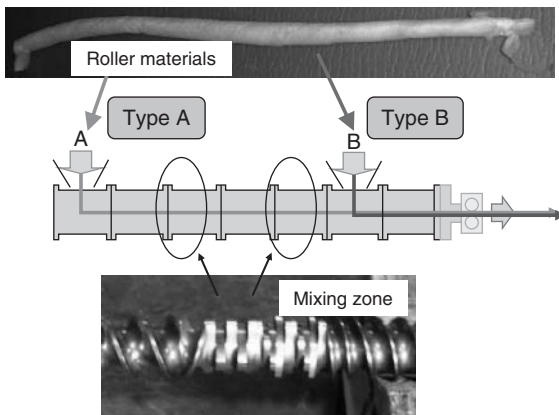 Roller materials
Type A
Type B
A
B
Mixing zone